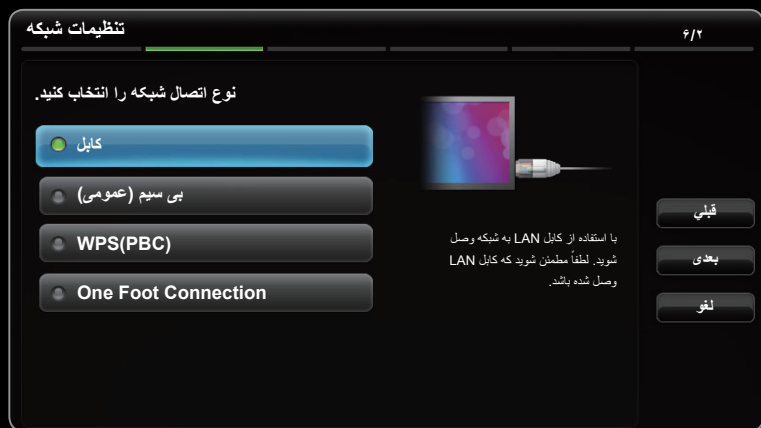 تنظیمات شبکه
۶/۲
نوع اتصال شبکه را انتخاب کنید.
کابل
بی سیم (عمومی)
WPS(PBC)
One Foot Connection
با استفاده از کابل LAN به شبکه وصل
شوید. لطفاً مطمئن شوید که کابل LAN
وصل شده باشد.
قبلي
بعدی
لغو